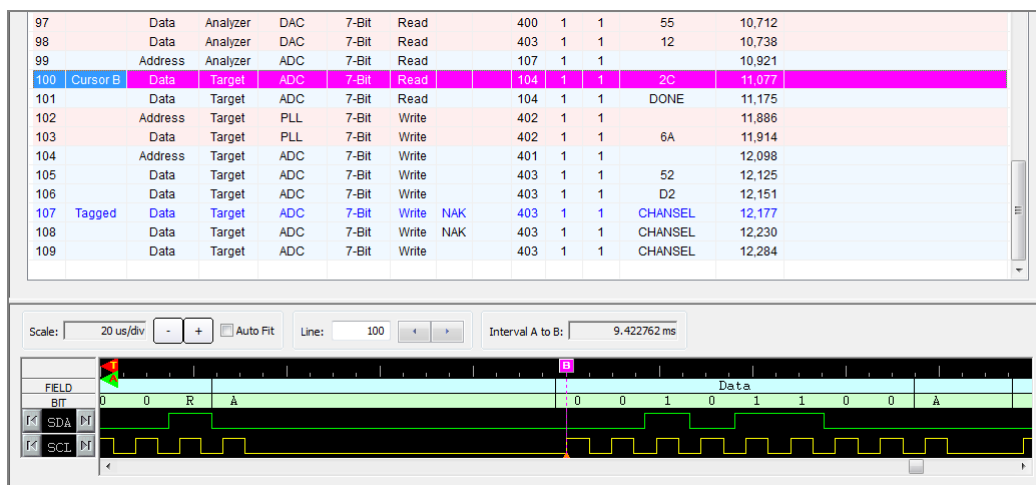 97 Data Analyzer DAC 7-Bit Read 400 1 1 55 10,712
98 Data Analyzer DAC 7-Bit Read 403 1 1 12 10,738
99 Address Analyzer ADC 7-Bit Read 107 1 1 10,921
100 Cursor B Data Target ADC 7-Bit Read 104 1 1 2C 11,077
101 Data Target ADC 7-Bit Read 104 1 1 DONE 11,175
102 Address Target PLL 7-Bit Write 402 1 1 11,886
103 Data Target PLL 7-Bit Write 402 1 1 6A 11,914
104 Address Target ADC 7-Bit Write 401 1 1 12,098
105 Data Target ADC 7-Bit Write 403 1 1 52 12,125
106 Data Target ADC 7-Bit Write 403 1 1 D2 12,151
107 Tagged Data Target ADC 7-Bit Write NAK 403 1 1 CHANSEL 12,177
108 Data Target ADC 7-Bit Write NAK 403 1 1 CHANSEL 12,230
109 Data Target ADC 7-Bit Write 403 1 1 CHANSEL 12,284
Scale: 20 us/div - + Auto Fit Line: 100 Interval A to B: 9.422762 ms
T B
A
FIELD Data
BIT 0 0 R A 0 0 1 0 1 1 0 0 A
SDA
SCL